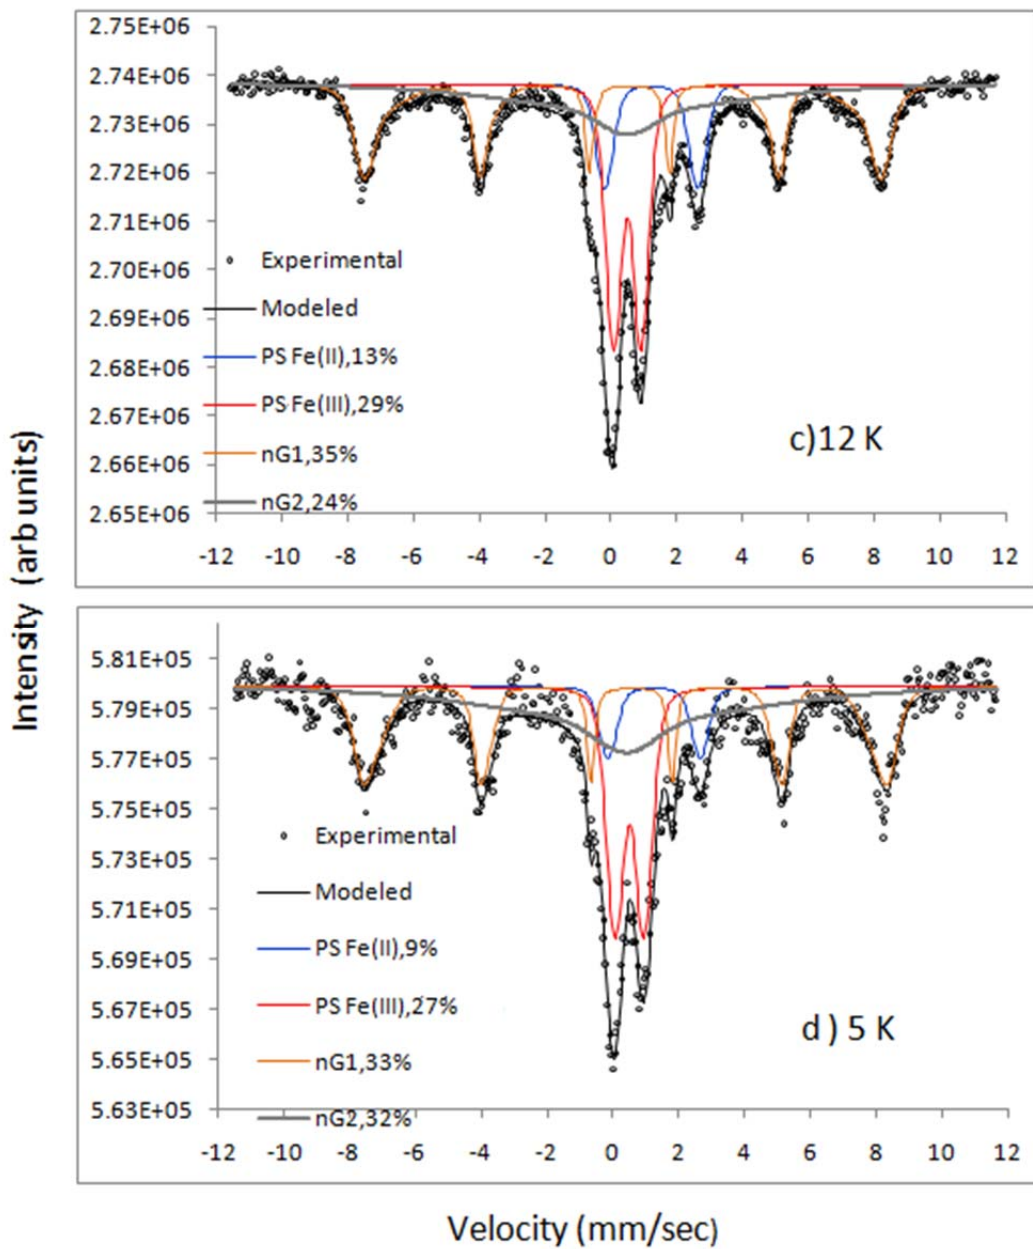 2.75E+06
2.74E+06
2.73E+06
2.72E+06
2.71E+06
2.70E+06
2.69E+06
2.68E+06
2.67E+06
2.66E+06
2.65E+06
Experimental
Modeled
PS Fe(II),13%
PS Fe(III),29%
nG1,35%
nG2,24%
c)12 K
-12 -10 -8 -6 -4 -2 0 2 4 6 8 10 12
Intensity (arb units)
5.81E+05
5.79E+05
5.77E+05
5.75E+05
5.73E+05
5.71E+05
5.69E+05
5.67E+05
5.65E+05
5.63E+05
Experimental
Modeled
PS Fe(II),9%
PS Fe(III),27%
nG1,33%
nG2,32%
d ) 5 K
-12 -10 -8 -6 -4 -2 0 2 4 6 8 10 12
Velocity (mm/sec)